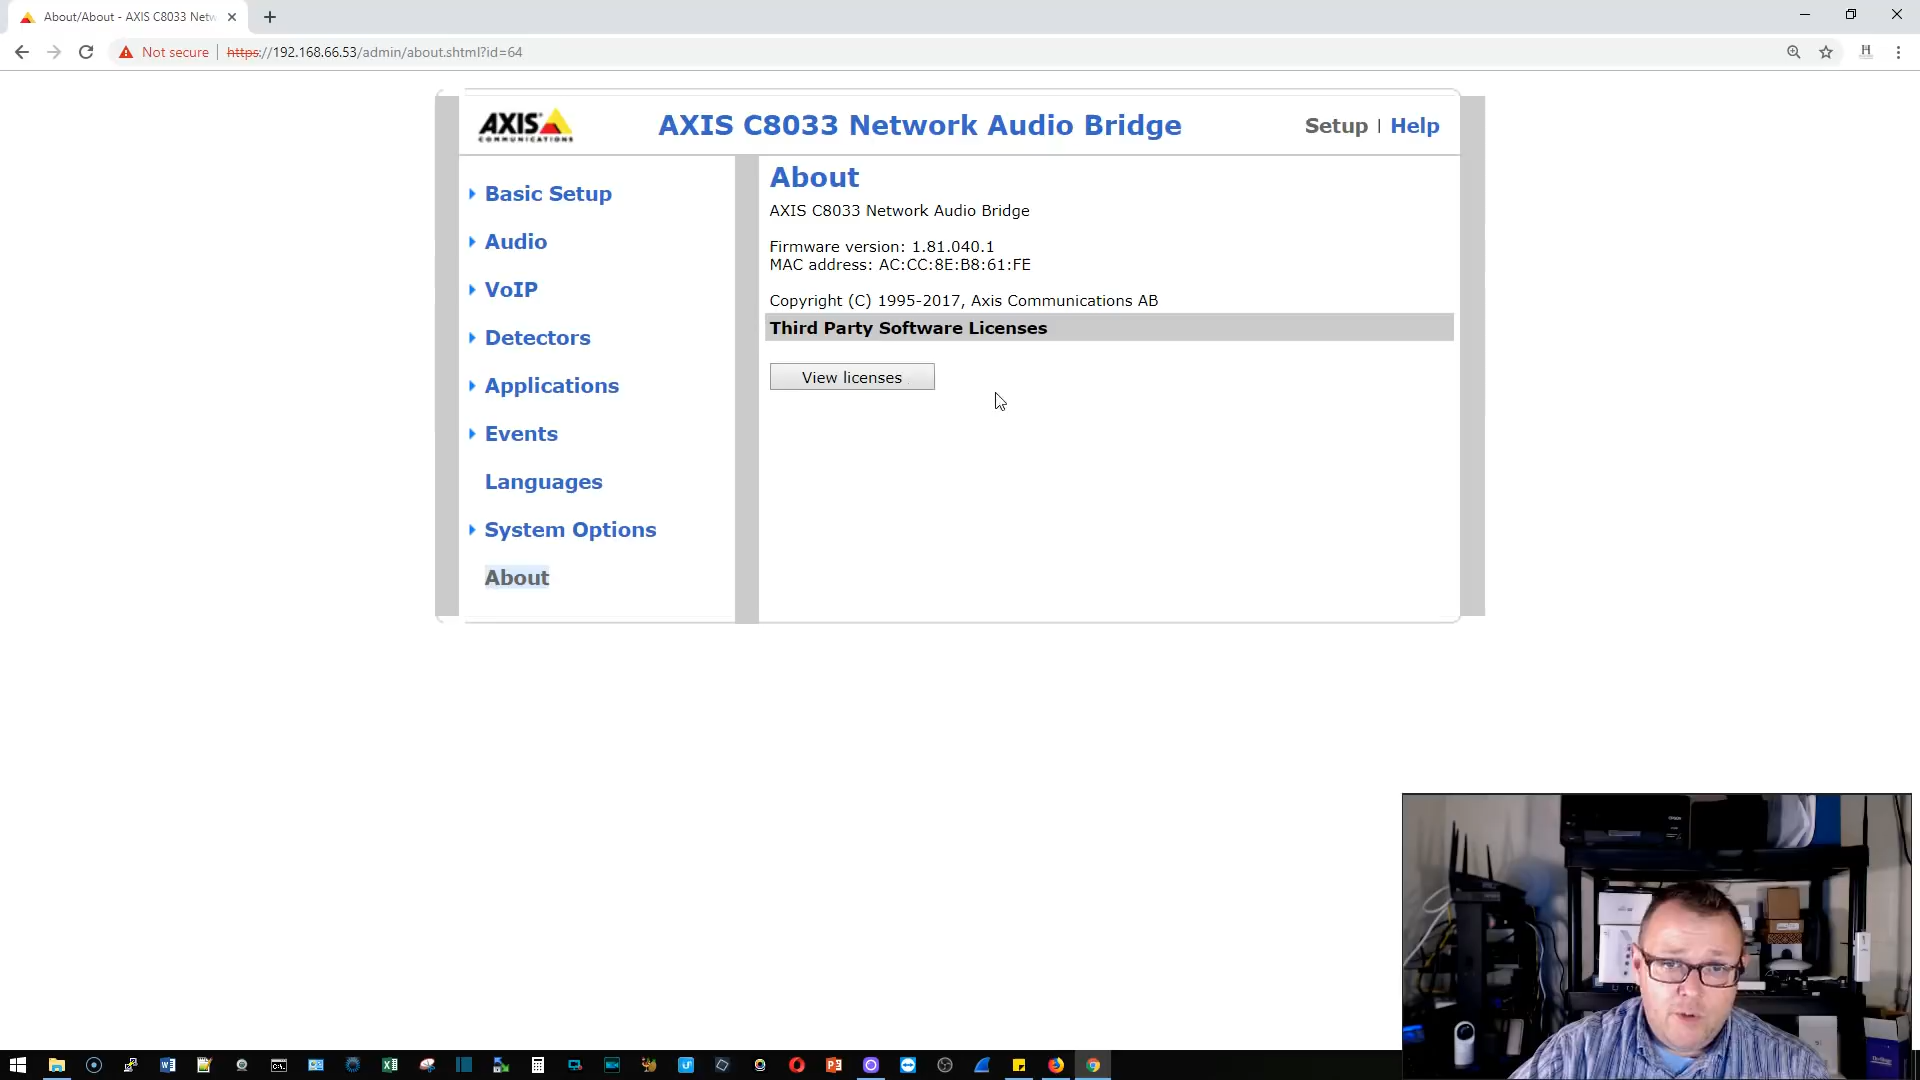 About/About - AXIS C8033 Netw
Not secure | https://192.168.66.53/admin/about.shtml?id=64
AXIS COMMUNICATIONS
AXIS C8033 Network Audio Bridge
Setup | Help
Basic Setup
Audio
VoIP
Detectors
Applications
Events
Languages
System Options
About
About
AXIS C8033 Network Audio Bridge
Firmware version: 1.81.040.1
MAC address: AC:CC:8E:B8:61:FE
Copyright (C) 1995-2017, Axis Communications AB
Third Party Software Licenses
View licenses
EPSON